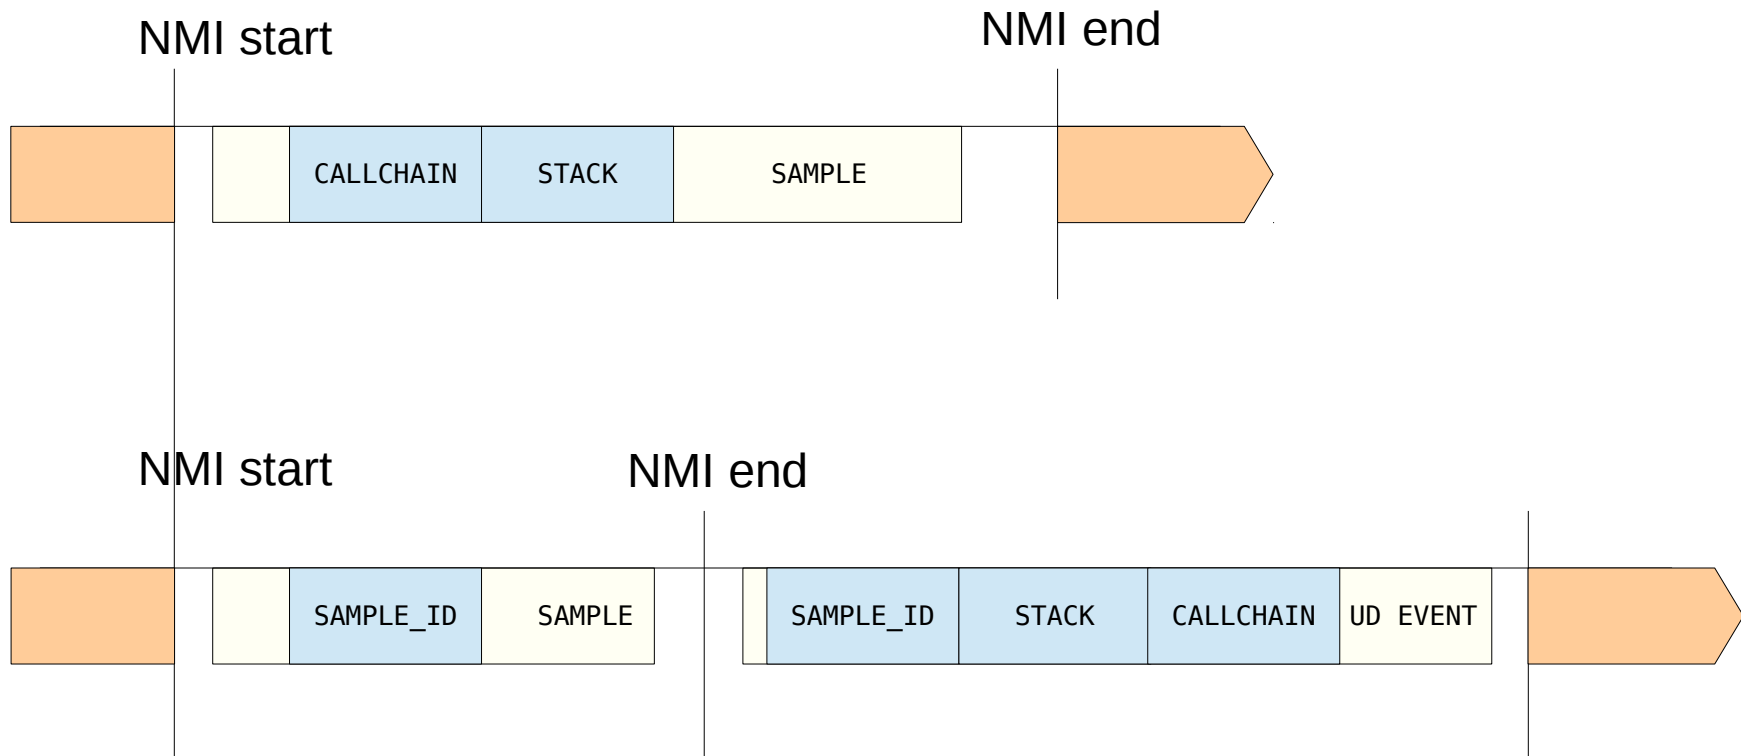 NMI start
NMI end
CALLCHAIN
STACK
SAMPLE
NMI start
NMI end
SAMPLE_ID
SAMPLE
SAMPLE_ID
STACK
CALLCHAIN
UD EVENT